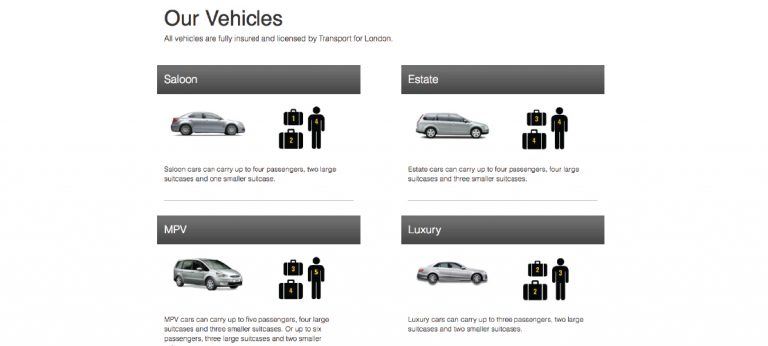 Our Vehicles
All vehicles are fully insured and licensed by Transport for London.
Saloon
1
4
2
Saloon cars can carry up to four passengers, two large
suitcases and one smaller suitcase.
Estate
3
4
4
Estate cars can carry up to four passengers, four large
suitcases and three smaller suitcases.
MPV
3
5
4
MPV cars can carry up to five passengers, four large
suitcases and three smaller suitcases. Or up to six
passengers, three large suitcases and two smaller
Luxury
2
3
2
Luxury cars can carry up to three passengers, two large
suitcases and two smaller suitcases.